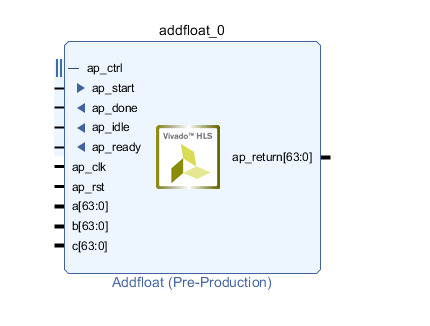 addfloat_0
ap_ctrl
ap_start
ap_done
ap_idle
ap_ready
ap_clk
ap_rst
a[63:0]
b[63:0]
c[63:0]
Vivado™ HLS
ap_return[63:0]
Addfloat (Pre-Production)